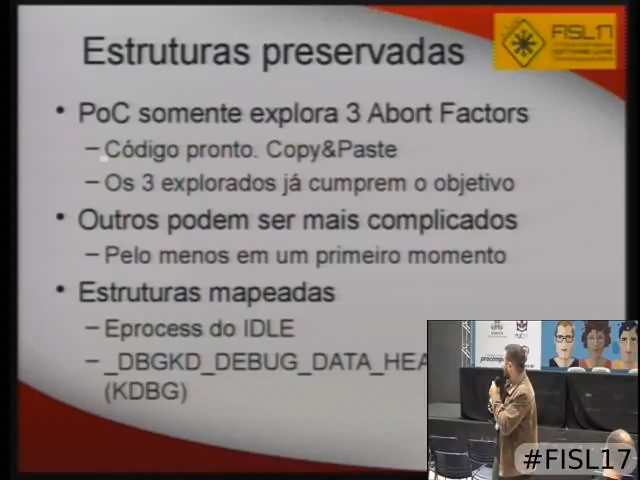 Estruturas preservadas
FISL17
• PoC somente explora 3 Abort Factors
– Código pronto. Copy&Paste
– Os 3 explorados já cumprem o objetivo
• Outros podem ser mais complicados
– Pelo menos em um primeiro momento
• Estruturas mapeadas
– Eprocess do IDLE
– _DBGKD_DEBUG_DATA_HEA
(KDBG)
#FISL17